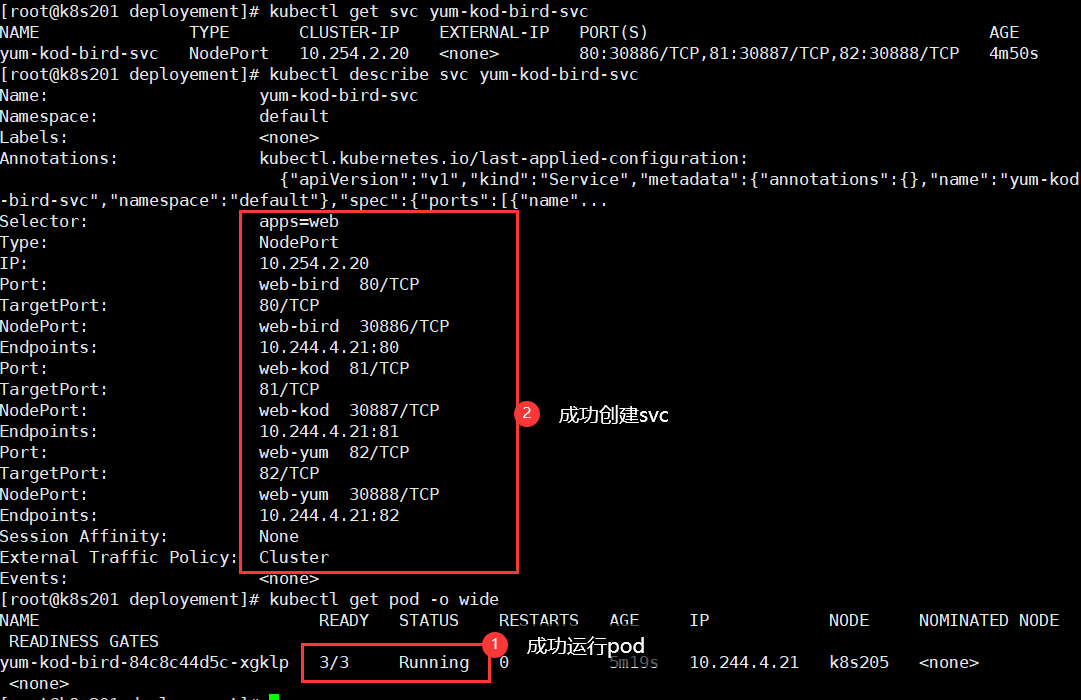 [root@k8s201 deployement]# kubectl get svc yum-kod-bird-svc
NAME TYPE CLUSTER-IP EXTERNAL-IP PORT(S) AGE
yum-kod-bird-svc NodePort 10.254.2.20 <none> 80:30886/TCP,81:30887/TCP,82:30888/TCP 4m50s
[root@k8s201 deployement]# kubectl describe svc yum-kod-bird-svc
Name: yum-kod-bird-svc
Namespace: default
Labels: <none>
Annotations: kubectl.kubernetes.io/last-applied-configuration:
{"apiVersion":"v1","kind":"Service","metadata":{"annotations":{},"name":"yum-kod
-bird-svc","namespace":"default"},"spec":{"ports":[{"name"...
Selector: apps=web
Type: NodePort
IP: 10.254.2.20
Port: web-bird 80/TCP
TargetPort: 80/TCP
NodePort: web-bird 30886/TCP
Endpoints: 10.244.4.21:80
Port: web-kod 81/TCP
TargetPort: 81/TCP
NodePort: web-kod 30887/TCP
2 成功创建svc
Endpoints: 10.244.4.21:81
Port: web-yum 82/TCP
TargetPort: 82/TCP
NodePort: web-yum 30888/TCP
Endpoints: 10.244.4.21:82
Session Affinity: None
External Traffic Policy: Cluster
Events: <none>
[root@k8s201 deployement]# kubectl get pod -o wide
NAME READY STATUS RESTARTS AGE IP NODE NOMINATED NODE
READINESS GATES
1 成功运行pod
yum-kod-bird-84c8c44d5c-xgklp 3/3 Running 0 5m19s 10.244.4.21 k8s205 <none>
<none>
[root@k8s201 deployement]#